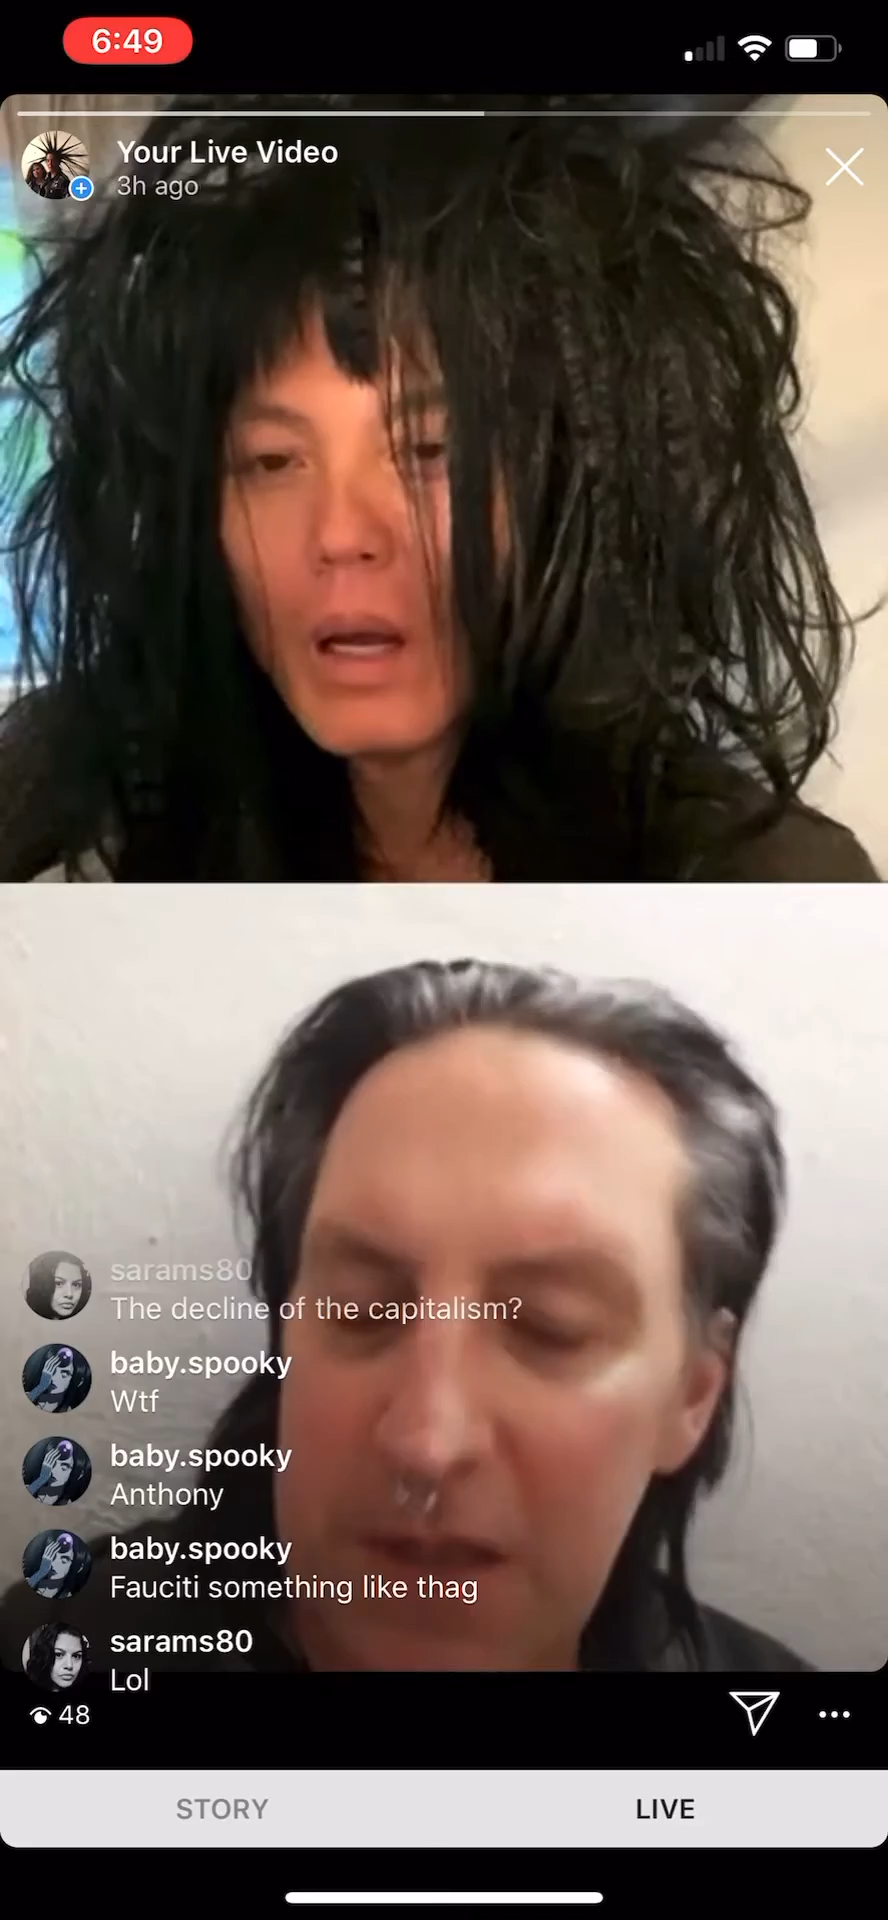 6:49
Your Live Video
3h ago
sarams80
The decline of the capitalism?
baby.spooky
Wtf
baby.spooky
Anthony
baby.spooky
Fauciti something like thag
sarams80
Lol
48
STORY
LIVE